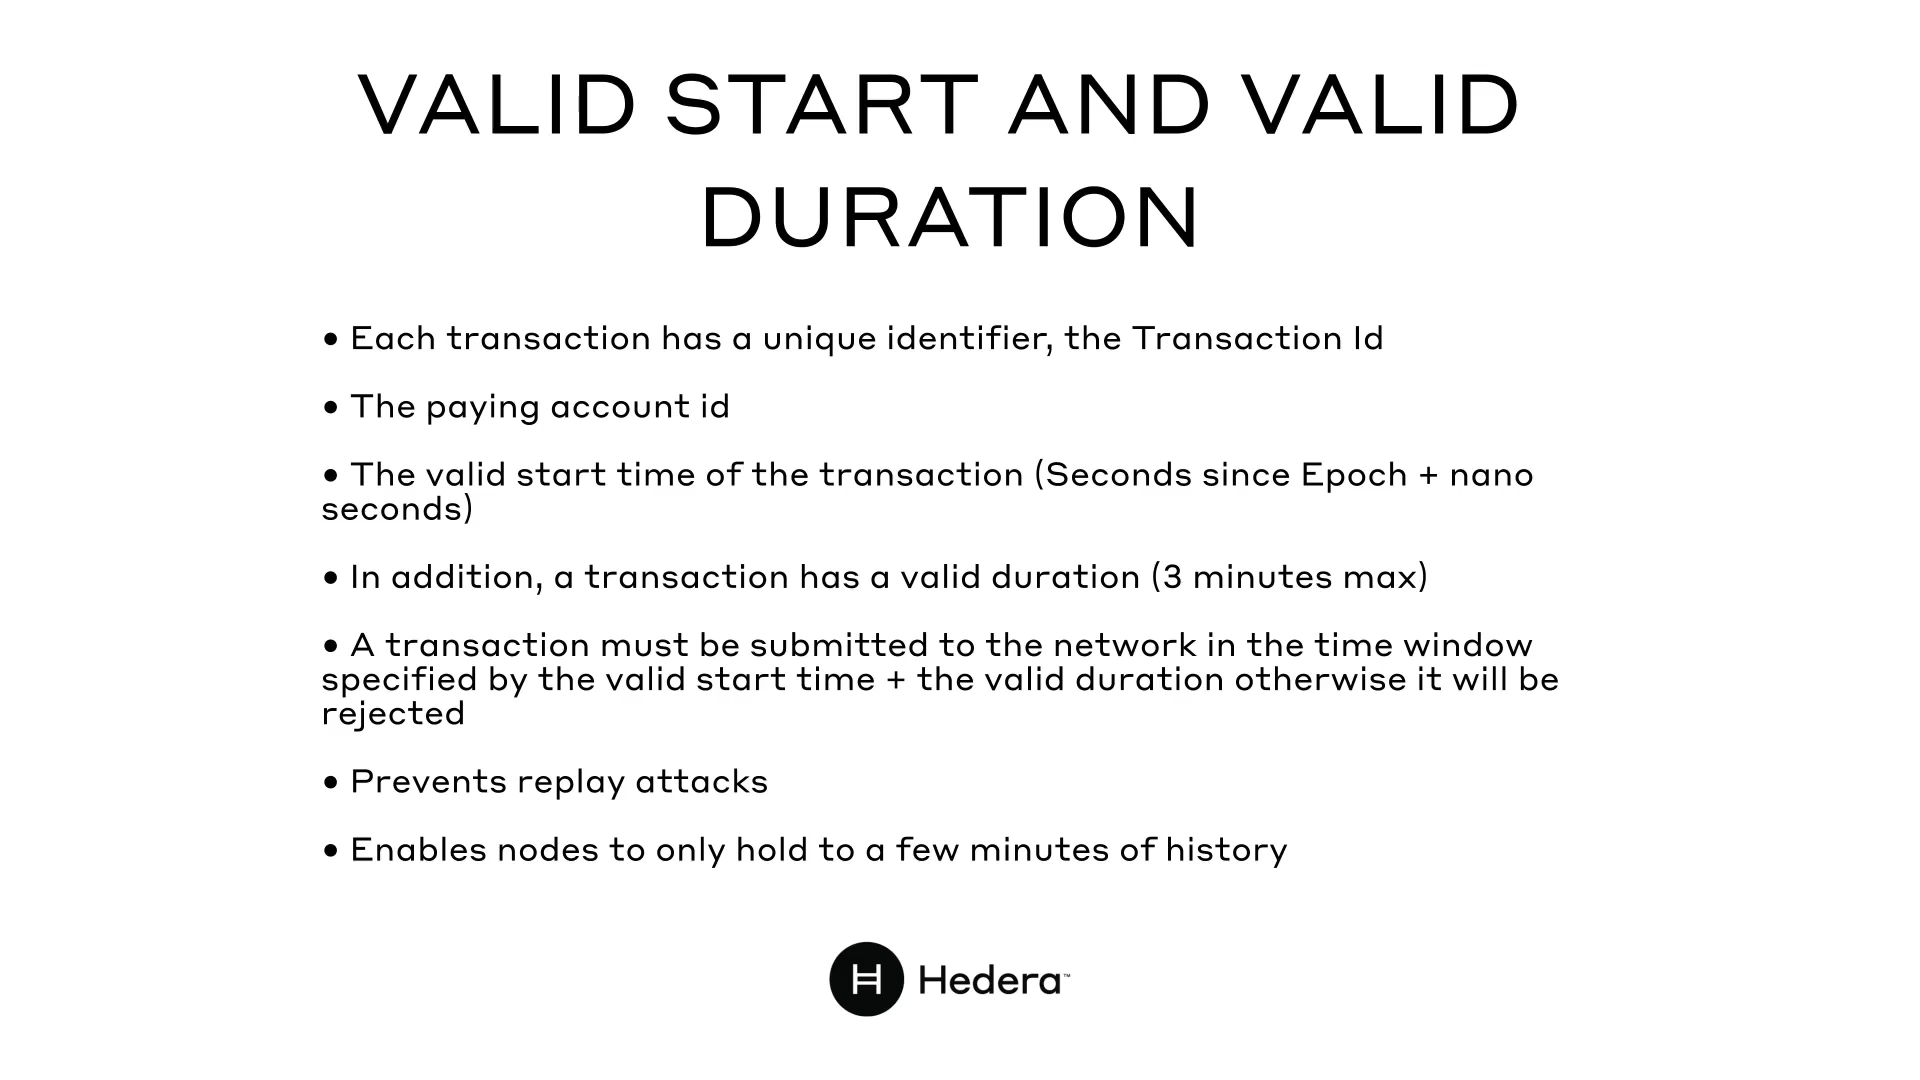 VALID START AND VALID
DURATION
• Each transaction has a unique identifier, the Transaction Id
• The paying account id
• The valid start time of the transaction (Seconds since Epoch + nano
seconds)
• In addition, a transaction has a valid duration (3 minutes max)
• A transaction must be submitted to the network in the time window
specified by the valid start time + the valid duration otherwise it will be
rejected
• Prevents replay attacks
• Enables nodes to only hold to a few minutes of history
H Hedera™